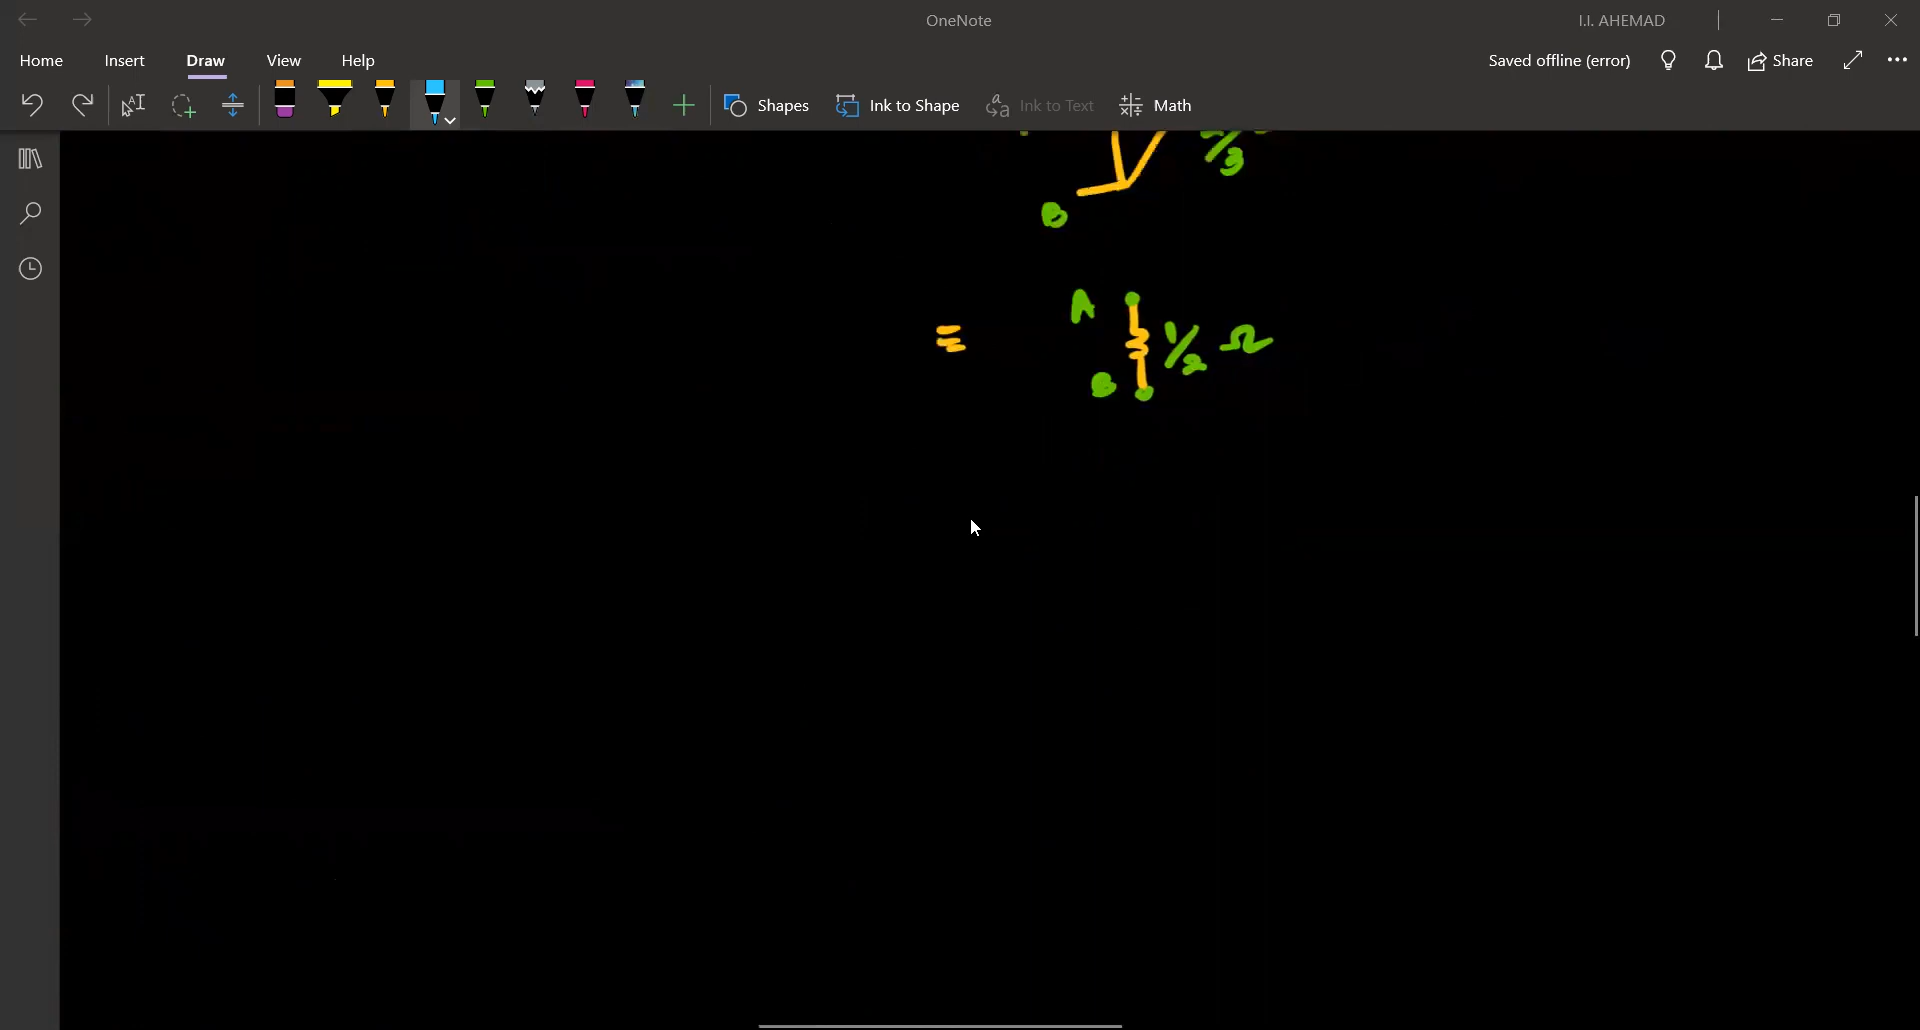 OneNote
I.I. AHEMAD
Home Insert Draw View Help
Saved offline (error) Share
Shapes Ink to Shape Ink to Text Math
/3
B
A
≡ 1/2 Ω
B